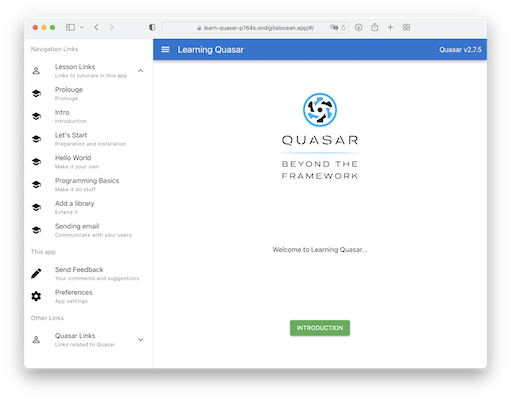 learn-quasar-p764s.ondigitalocean.app/#/
Navigation Links
Lesson Links
Links to tutorials in this app
Prolouge
Prolouge
Intro
Introduction
Let's Start
Preparation and Installation
Hello World
Make it your own
Programming Basics
Make it do stuff
Add a library
Extend it
Sending email
Communicate with your users
This app
Send Feedback
Your comments and suggestions
Preferences
App settings
Other Links
Quasar Links
Links related to Quasar
Learning Quasar
Quasar v2.7.5
QUASAR
BEYOND THE
FRAMEWORK
Welcome to Learning Quasar...
INTRODUCTION